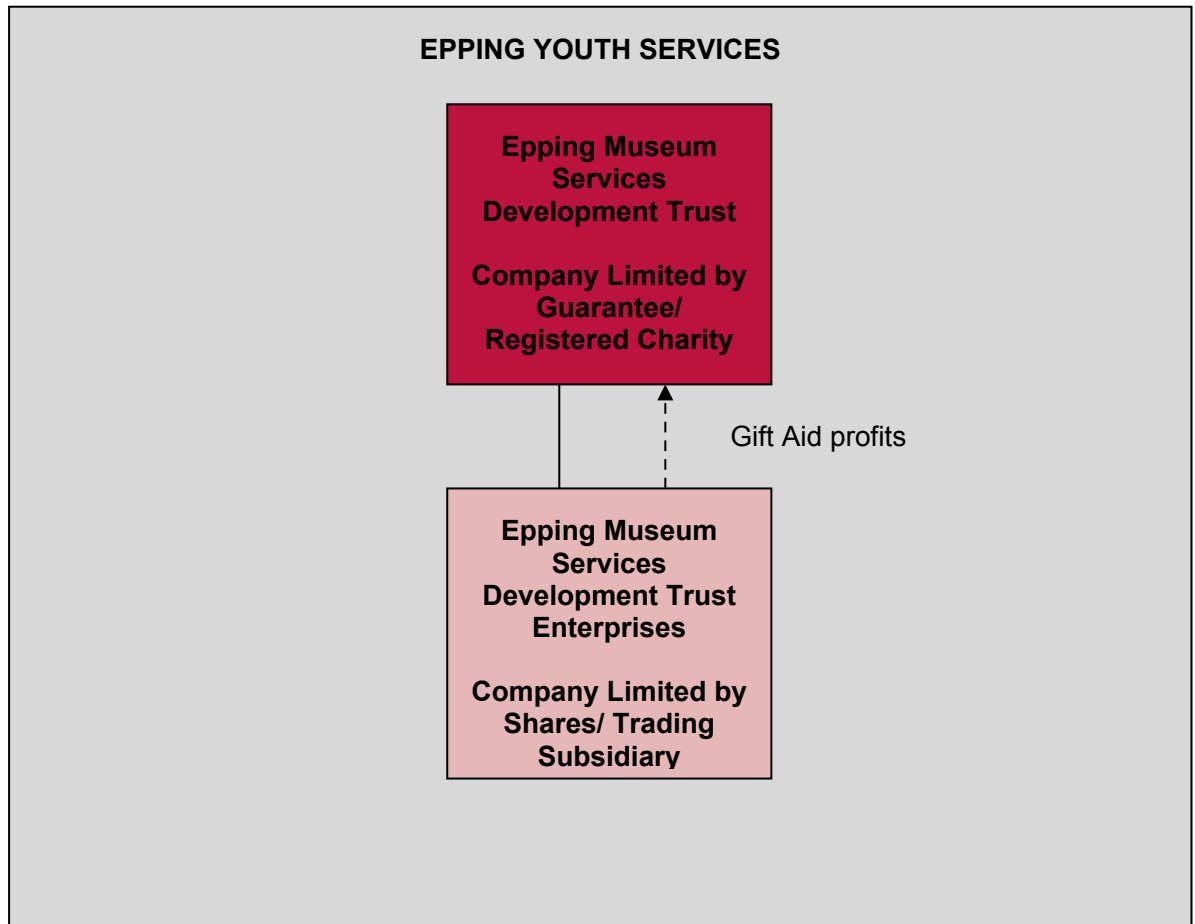 EPPING YOUTH SERVICES
Epping Museum
Services
Development Trust
Company Limited by
Guarantee/
Registered Charity
Gift Aid profits
Epping Museum
Services
Development Trust
Enterprises
Company Limited by
Shares/ Trading
Subsidiary